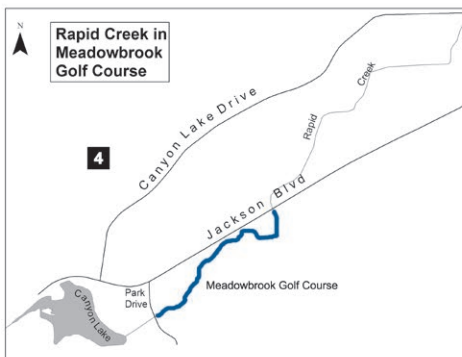 N
Rapid Creek in
Meadowbrook
Golf Course
4
Canyon Lake Drive
Rapid
Creek
Jackson Blvd
Park
Drive
Meadowbrook Golf Course
Canyon Lake